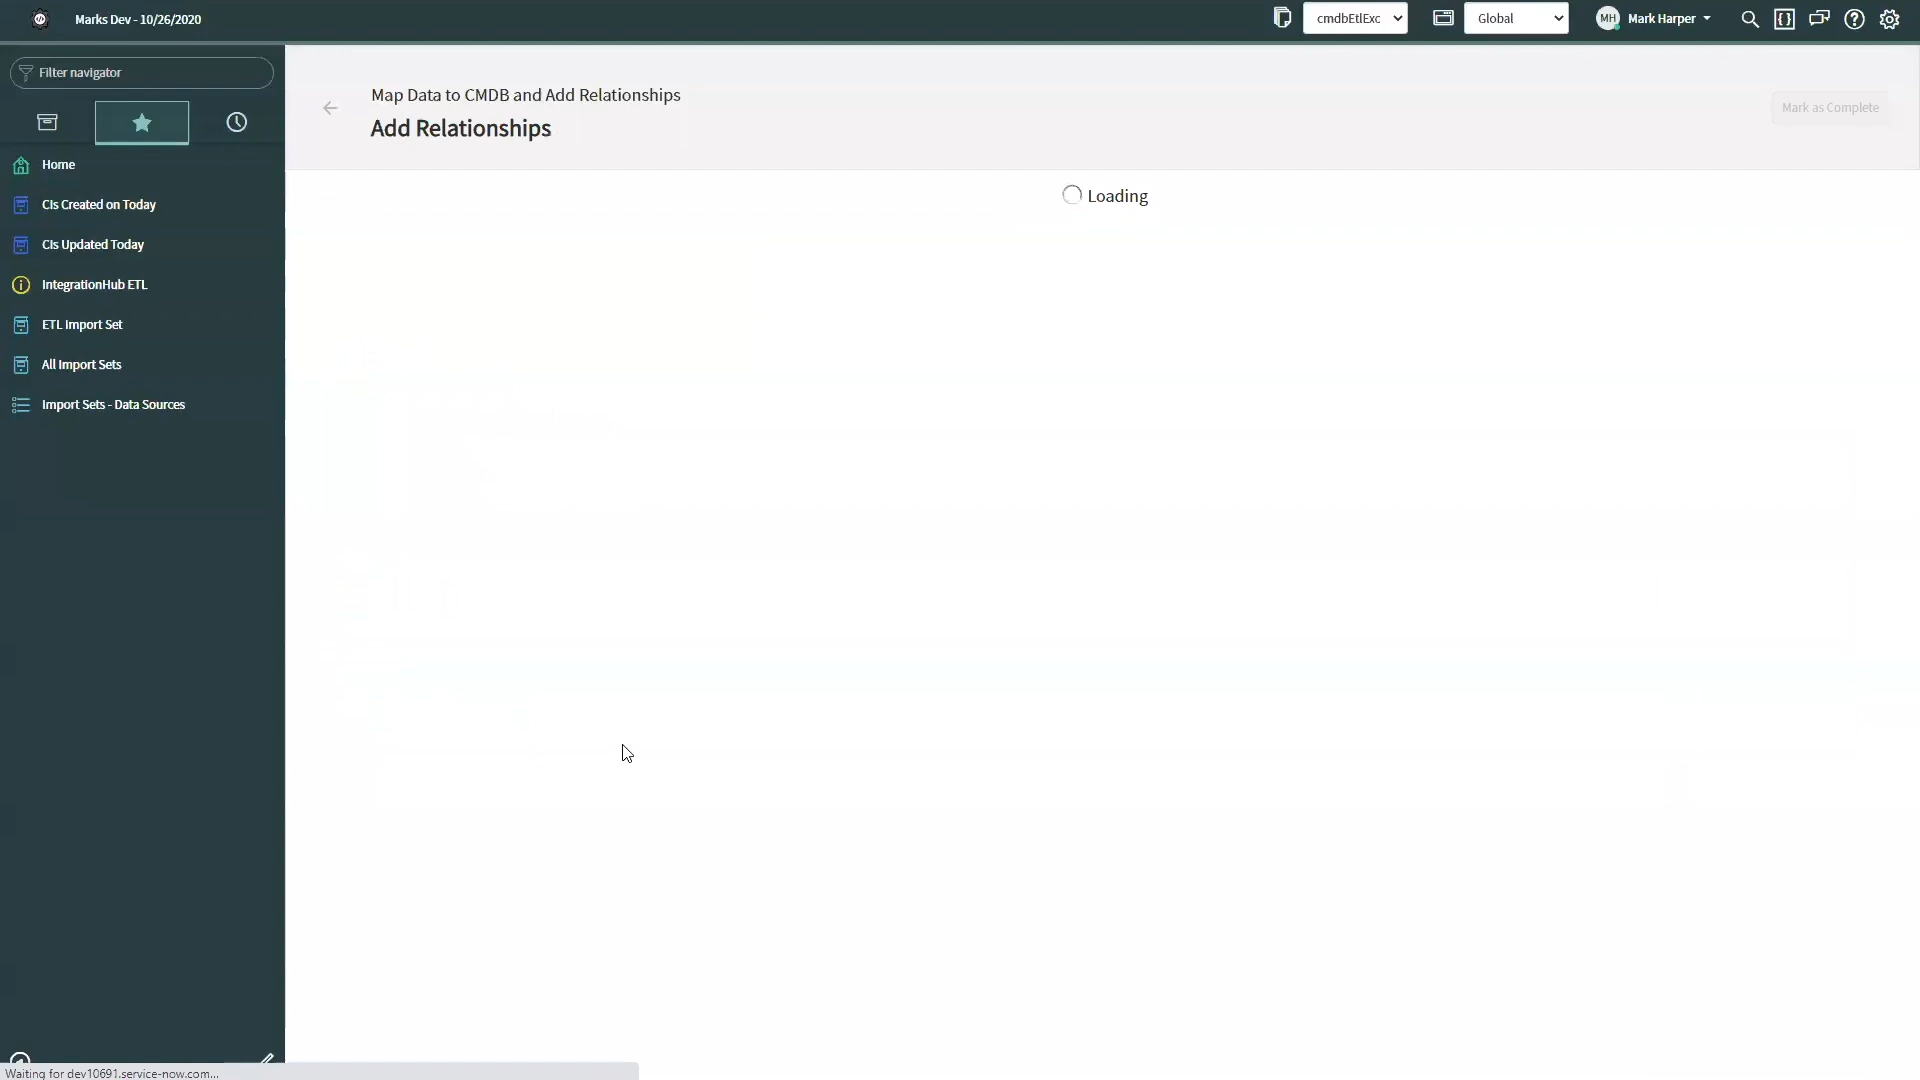 Marks Dev - 10/26/2020
cmdbEtlExc
Global
MH
Mark Harper
Filter navigator
Home
CIs Created on Today
CIs Updated Today
IntegrationHub ETL
ETL Import Set
All Import Sets
Import Sets - Data Sources
Map Data to CMDB and Add Relationships
Add Relationships
Mark as Complete
Loading
Waiting for dev10691.service-now.com...